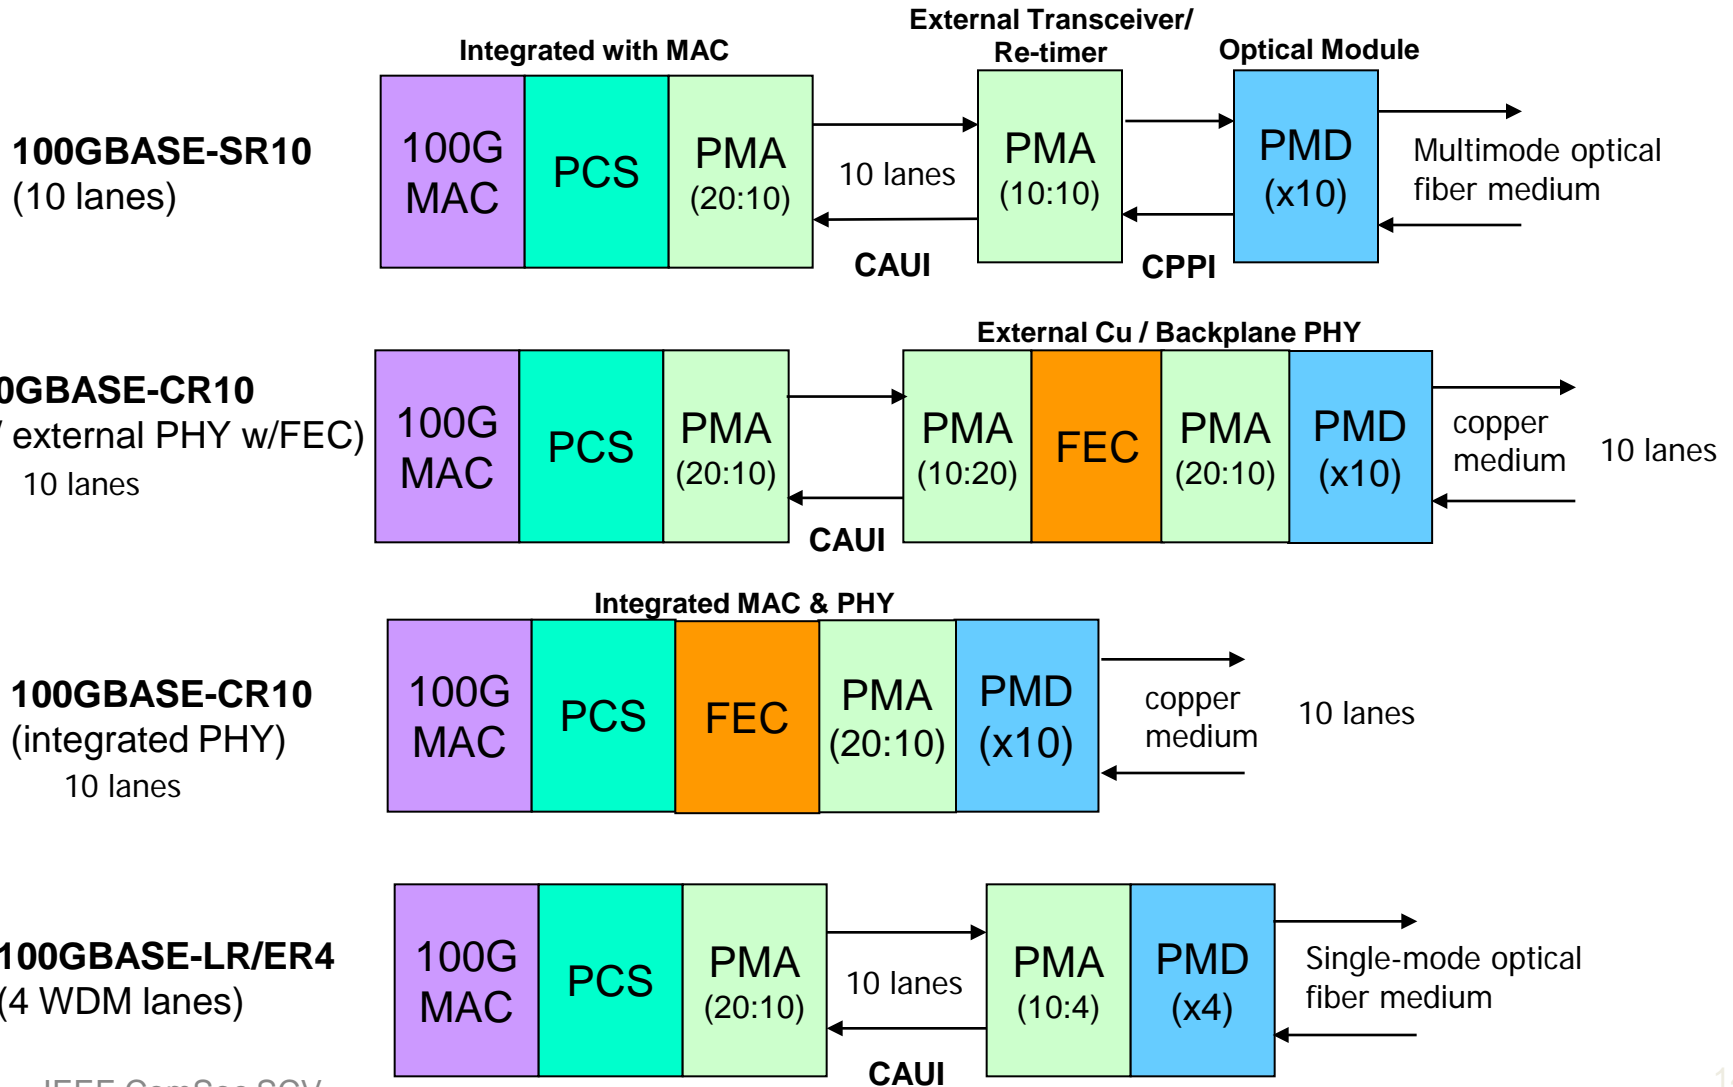 External Transceiver/
Re-timer
Integrated with MAC
Optical Module
100GBASE-SR10
(10 lanes)
100G
MAC
PCS
PMA
(20:10)
10 lanes
CAUI
PMA
(10:10)
CPPI
PMD
(x10)
Multimode optical
fiber medium
External Cu / Backplane PHY
0GBASE-CR10
/ external PHY w/FEC)
10 lanes
100G
MAC
PCS
PMA
(20:10)
CAUI
PMA
(10:20)
FEC
PMA
(20:10)
PMD
(x10)
copper
medium
10 lanes
Integrated MAC & PHY
100GBASE-CR10
(integrated PHY)
10 lanes
100G
MAC
PCS
FEC
PMA
(20:10)
PMD
(x10)
copper
medium
10 lanes
100GBASE-LR/ER4
(4 WDM lanes)
100G
MAC
PCS
PMA
(20:10)
10 lanes
CAUI
PMA
(10:4)
PMD
(x4)
Single-mode optical
fiber medium
IEEE ComSoc SCV